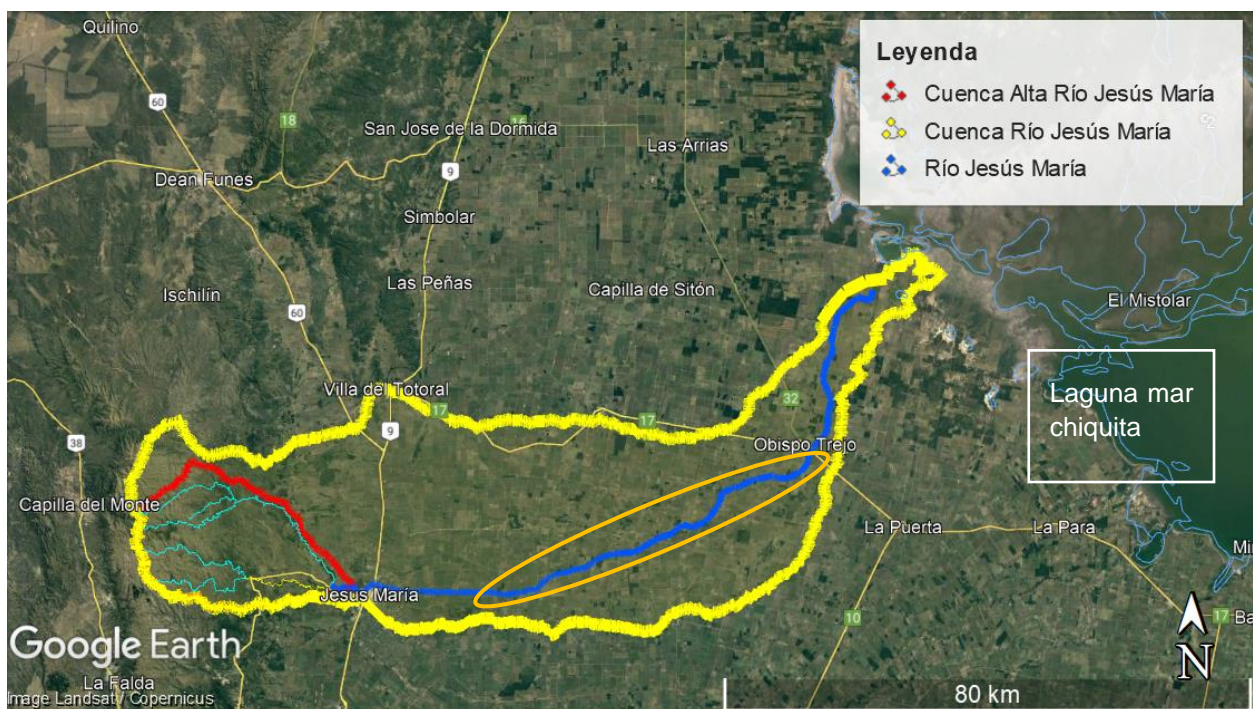 Quilino
60
18
16
San Jose de la Dormida
Las Arrias
Dean Funes
9
Simbolar
Leyenda
Cuenca Alta Río Jesús María
Cuenca Río Jesús María
Río Jesús María
Ischilín
Las Peñas
Capilla de Sitón
El Mistolar
60
Villa del Totoral
17
9
17
32
38
Obispo Trejo
Laguna mar
chiquita
Capilla del Monte
La Puerta
La Para
Jesus María
10
17
Google Earth
La Falda
Image Landsat / Copernicus
N
80 km